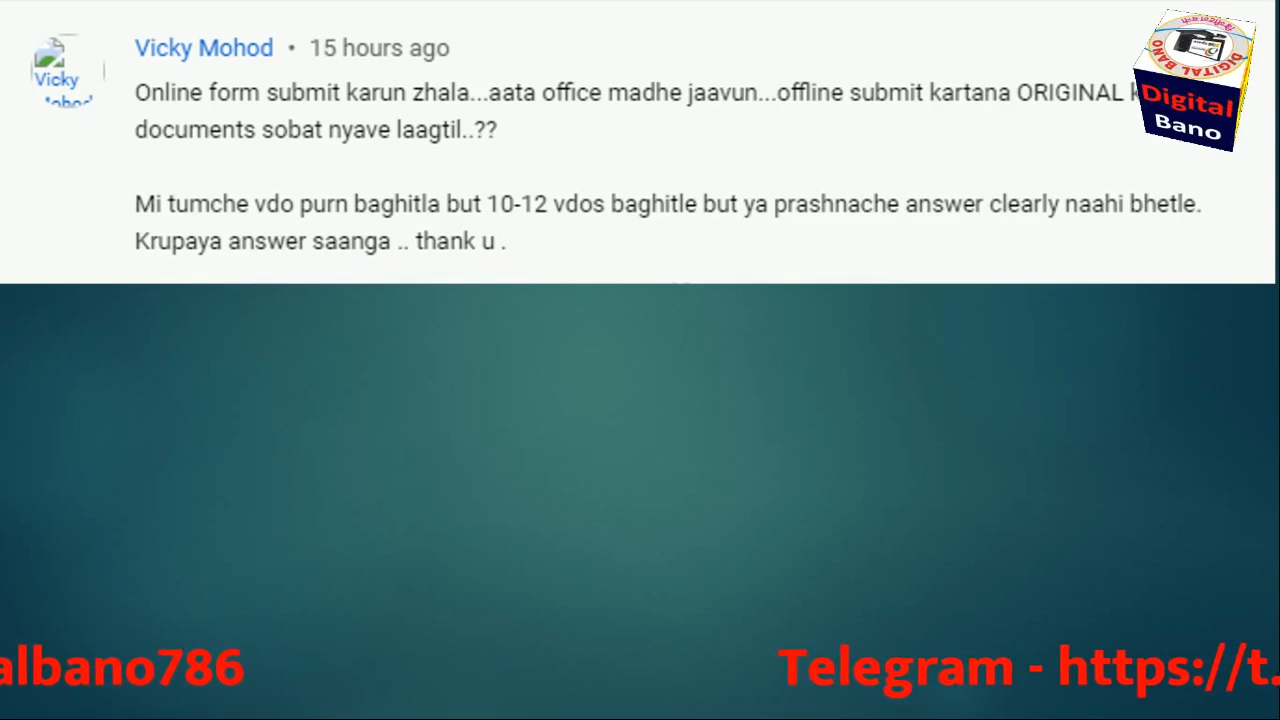 Vicky Mohod • 15 hours ago
Vicky
Mohod
Online form submit karun zhala...aata office madhe jaavun...offline submit kartana ORIGINAL
documents sobat nyave laagtil..??
Mi tumche vdo purn baghitla but 10-12 vdos baghitle but ya prashnache answer clearly naahi bhetle.
Krupaya answer saanga .. thank u .
DIGITAL BANO
Digital
Bano
albano786
Telegram - https://t.